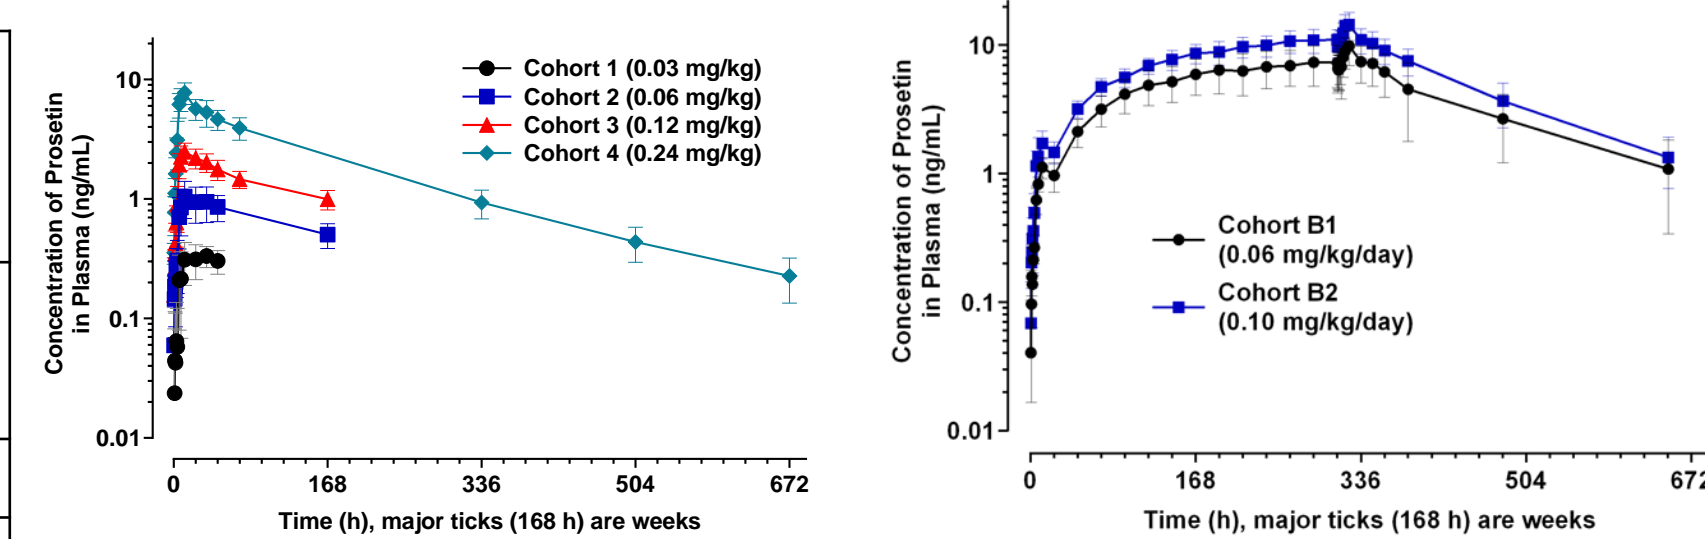 Concentration of Prosetin
in Plasma (ng/mL)
10
1
0.1
0.01
Cohort 1 (0.03 mg/kg)
Cohort 2 (0.06 mg/kg)
Cohort 3 (0.12 mg/kg)
Cohort 4 (0.24 mg/kg)
0 168 336 504 672
Time (h), major ticks (168 h) are weeks
Concentration of Prosetin
in Plasma (ng/mL)
10
1
0.1
0.01
Cohort B1
(0.06 mg/kg/day)
Cohort B2
(0.10 mg/kg/day)
0 168 336 504 672
Time (h), major ticks (168 h) are weeks